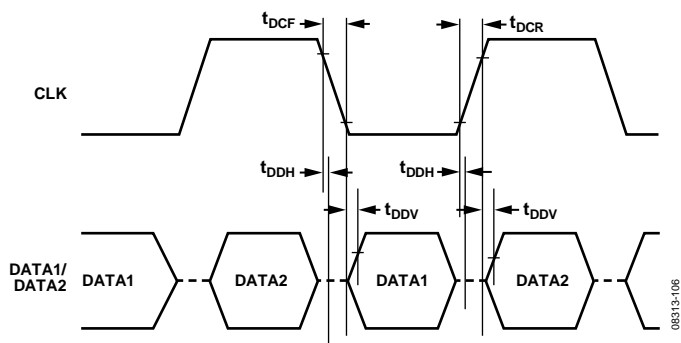 tDCF
tDCR
CLK
tDDH
tDDH
tDDV
tDDV
DATA1/
DATA2
DATA1
DATA2
DATA1
DATA2
08313-106